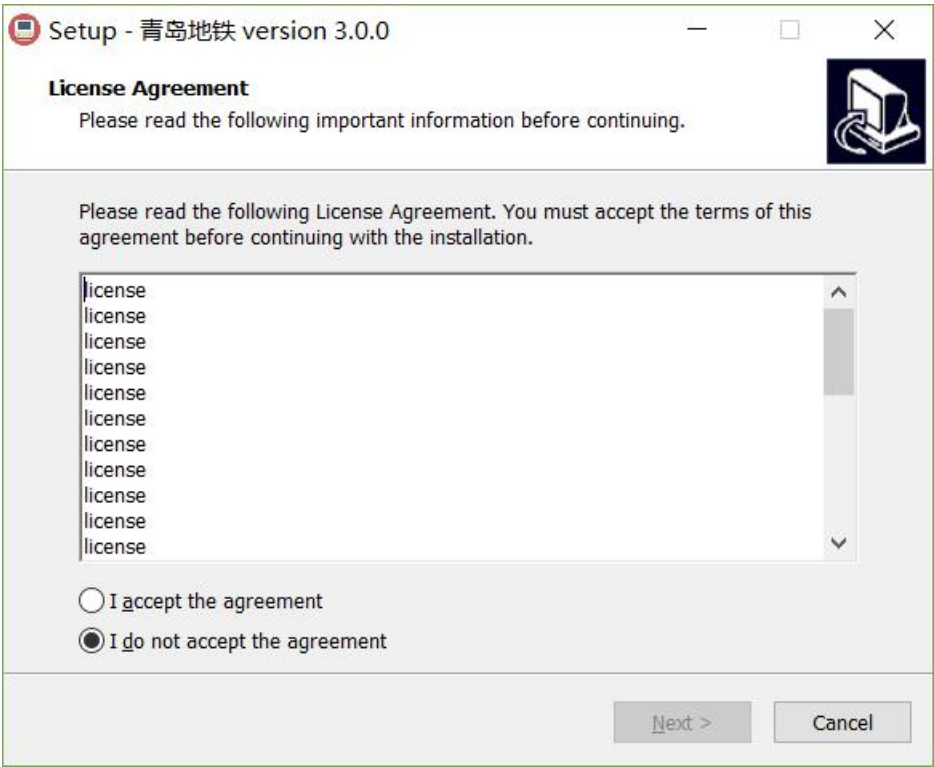 Setup - 青岛地铁 version 3.0.0
License Agreement
Please read the following important information before continuing.
Please read the following License Agreement. You must accept the terms of this
agreement before continuing with the installation.
license
license
license
license
license
license
license
license
license
license
license
I accept the agreement
I do not accept the agreement
Next >
Cancel